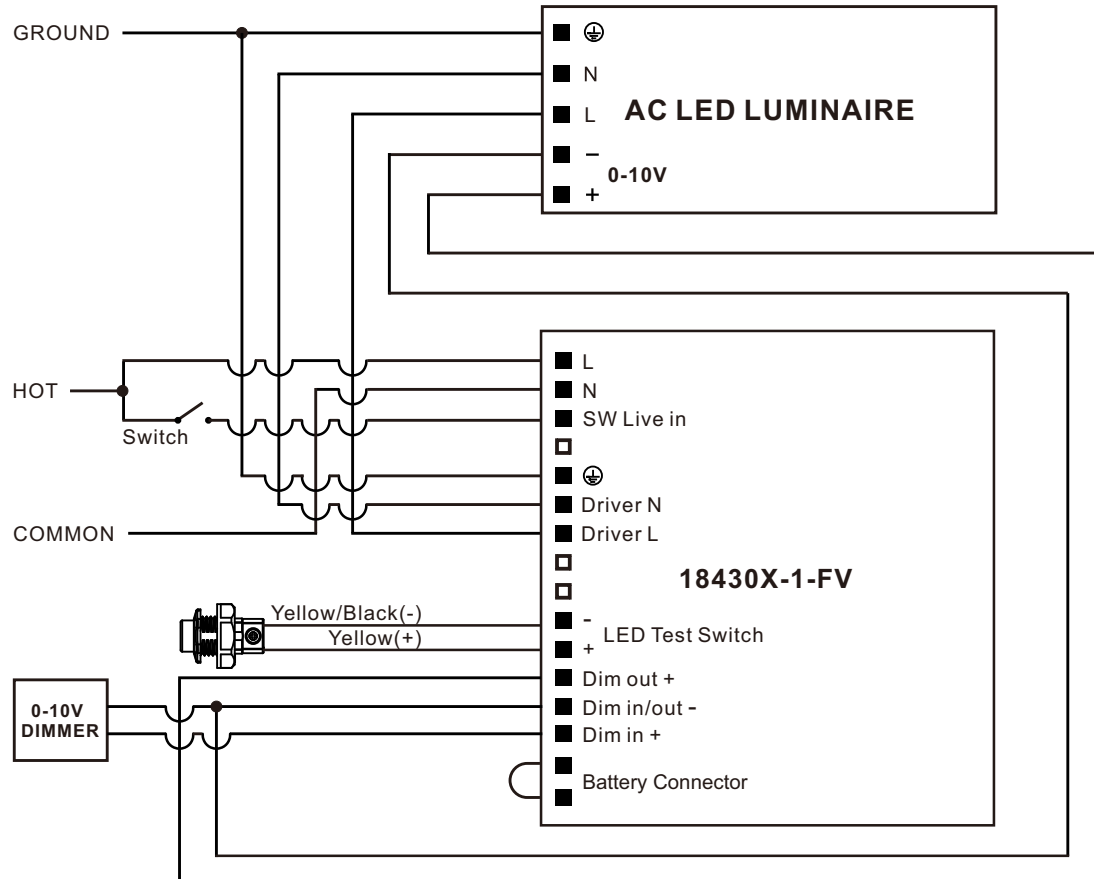 GROUND
N
L
AC LED LUMINAIRE
−
0-10V
+
HOT
Switch
COMMON
L
N
SW Live in
Driver N
Driver L
18430X-1-FV
Yellow/Black(-)
Yellow(+)
-
LED Test Switch
+
Dim out +
Dim in/out -
Dim in +
0-10V
DIMMER
Battery Connector